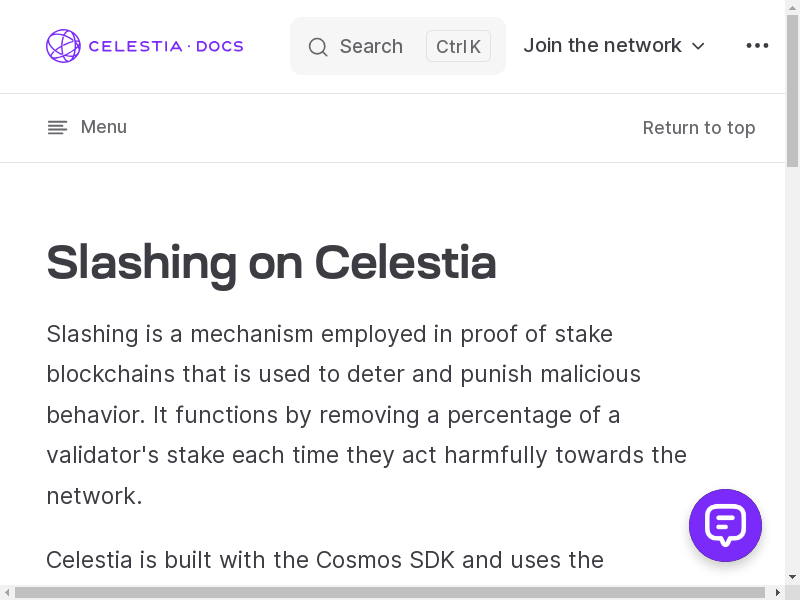 CELESTIA · DOCS
Search
Ctrl K
Join the network
Menu
Return to top
Slashing on Celestia
Slashing is a mechanism employed in proof of stake
blockchains that is used to deter and punish malicious
behavior. It functions by removing a percentage of a
validator's stake each time they act harmfully towards the
network.
Celestia is built with the Cosmos SDK and uses the